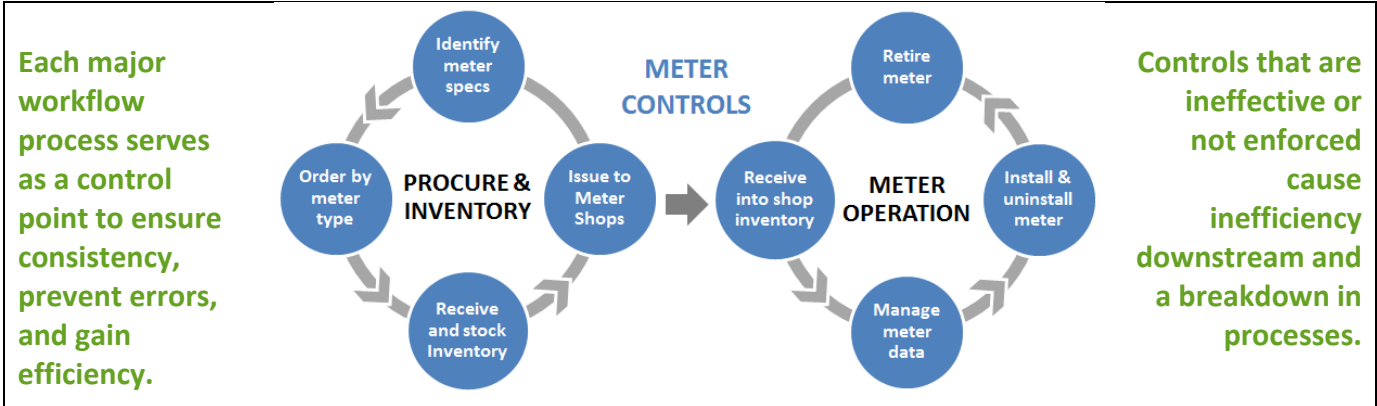 Each major
workflow
process serves
as a control
point to ensure
consistency,
prevent errors,
and gain
efficiency.
METER
CONTROLS
PROCURE &
INVENTORY
Identify
meter
specs
Order by
meter
type
Receive
and stock
Inventory
Issue to
Meter
Shops
METER
OPERATION
Receive
into shop
inventory
Manage
meter
data
Install &
uninstall
meter
Retire
meter
Controls that are
ineffective or
not enforced
cause
inefficiency
downstream and
a breakdown in
processes.